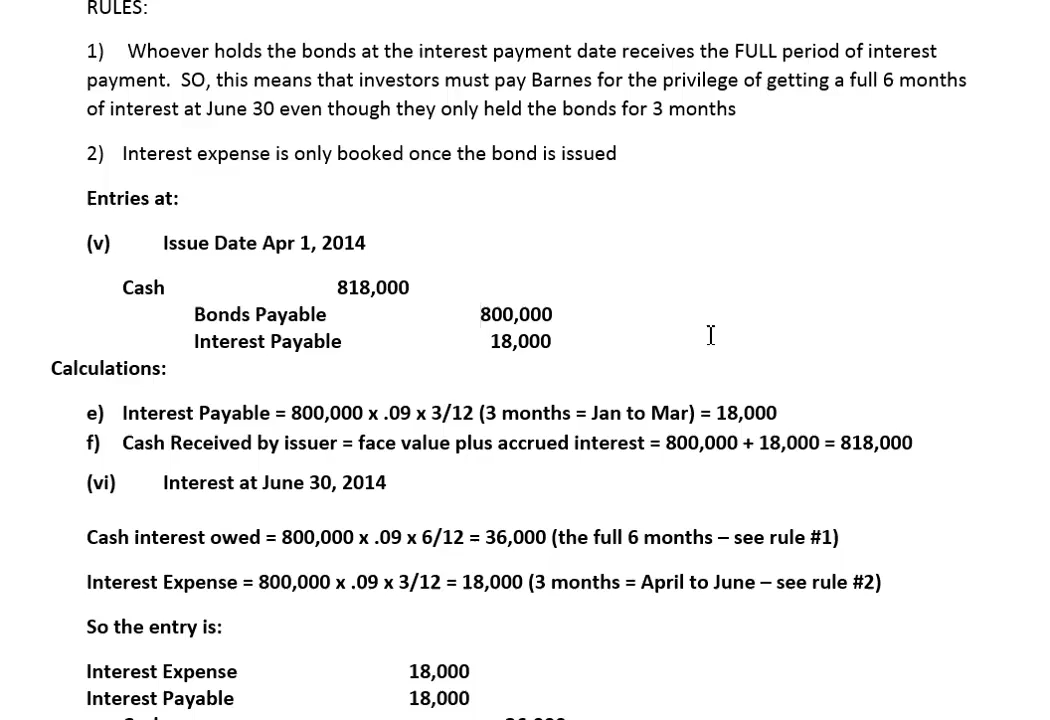 RULES:
1) Whoever holds the bonds at the interest payment date receives the FULL period of interest
payment. SO, this means that investors must pay Barnes for the privilege of getting a full 6 months
of interest at June 30 even though they only held the bonds for 3 months
2) Interest expense is only booked once the bond is issued
Entries at:
(v) Issue Date Apr 1, 2014
Cash 818,000
Bonds Payable 800,000
Interest Payable 18,000
Calculations:
e) Interest Payable = 800,000 x .09 x 3/12 (3 months = Jan to Mar) = 18,000
f) Cash Received by issuer = face value plus accrued interest = 800,000 + 18,000 = 818,000
(vi) Interest at June 30, 2014
Cash interest owed = 800,000 x .09 x 6/12 = 36,000 (the full 6 months – see rule #1)
Interest Expense = 800,000 x .09 x 3/12 = 18,000 (3 months = April to June – see rule #2)
So the entry is:
Interest Expense 18,000
Interest Payable 18,000